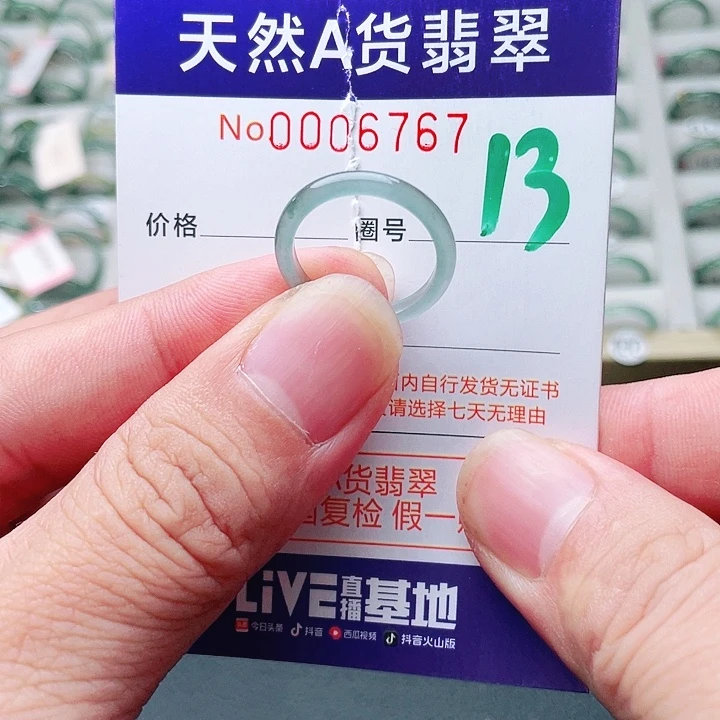 天然A货翡翠
No0006767
13
价格 圈号
内自行发货无证书
请选择七天无理由
货翡翠
复检 假一
LiVE直播基地
今日头条 抖音 西瓜视频 抖音火山版